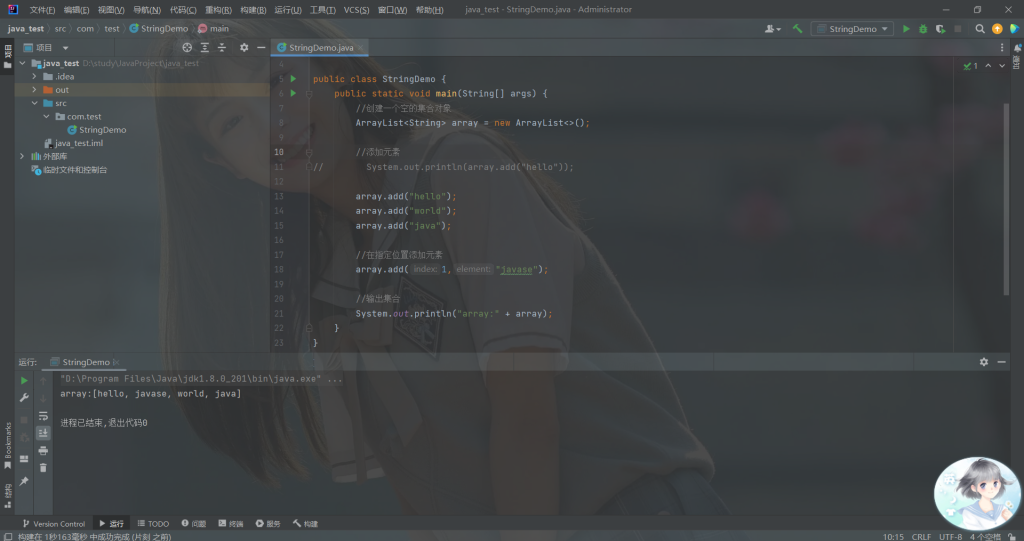 文件(F) 编辑(E) 视图(V) 导航(N) 代码(C) 重构(R) 构建(B) 运行(U) 工具(T) VCS(S) 窗口(W) 帮助(H) java_test - StringDemo.java - Administrator
java_test src com test StringDemo main StringDemo
项目 StringDemo.java
java_test D:\study\JavaProject\java_test
.idea
out
src
com.test
StringDemo
java_test.iml
外部库
临时文件和控制台
4
5 public class StringDemo {
6 public static void main(String[] args) {
7 //创建一个空的集合对象
8 ArrayList<String> array = new ArrayList<>();
9
10 //添加元素
11 // System.out.println(array.add("hello"));
12
13 array.add("hello");
14 array.add("world");
15 array.add("java");
16
17 //在指定位置添加元素
18 array.add( index: 1, element: "javase");
19
20 //输出集合
21 System.out.println("array:" + array);
22 }
23 }
1
项目
通知
运行: StringDemo
"D:\Program Files\Java\jdk1.8.0_201\bin\java.exe" ...
array:[hello, javase, world, java]
进程已结束,退出代码0
Bookmarks
结构
Version Control 运行 TODO 问题 终端 服务 构建
构建在 1秒163毫秒 中成功完成 (片刻 之前) 10:15 CRLF UTF-8 4 个空格